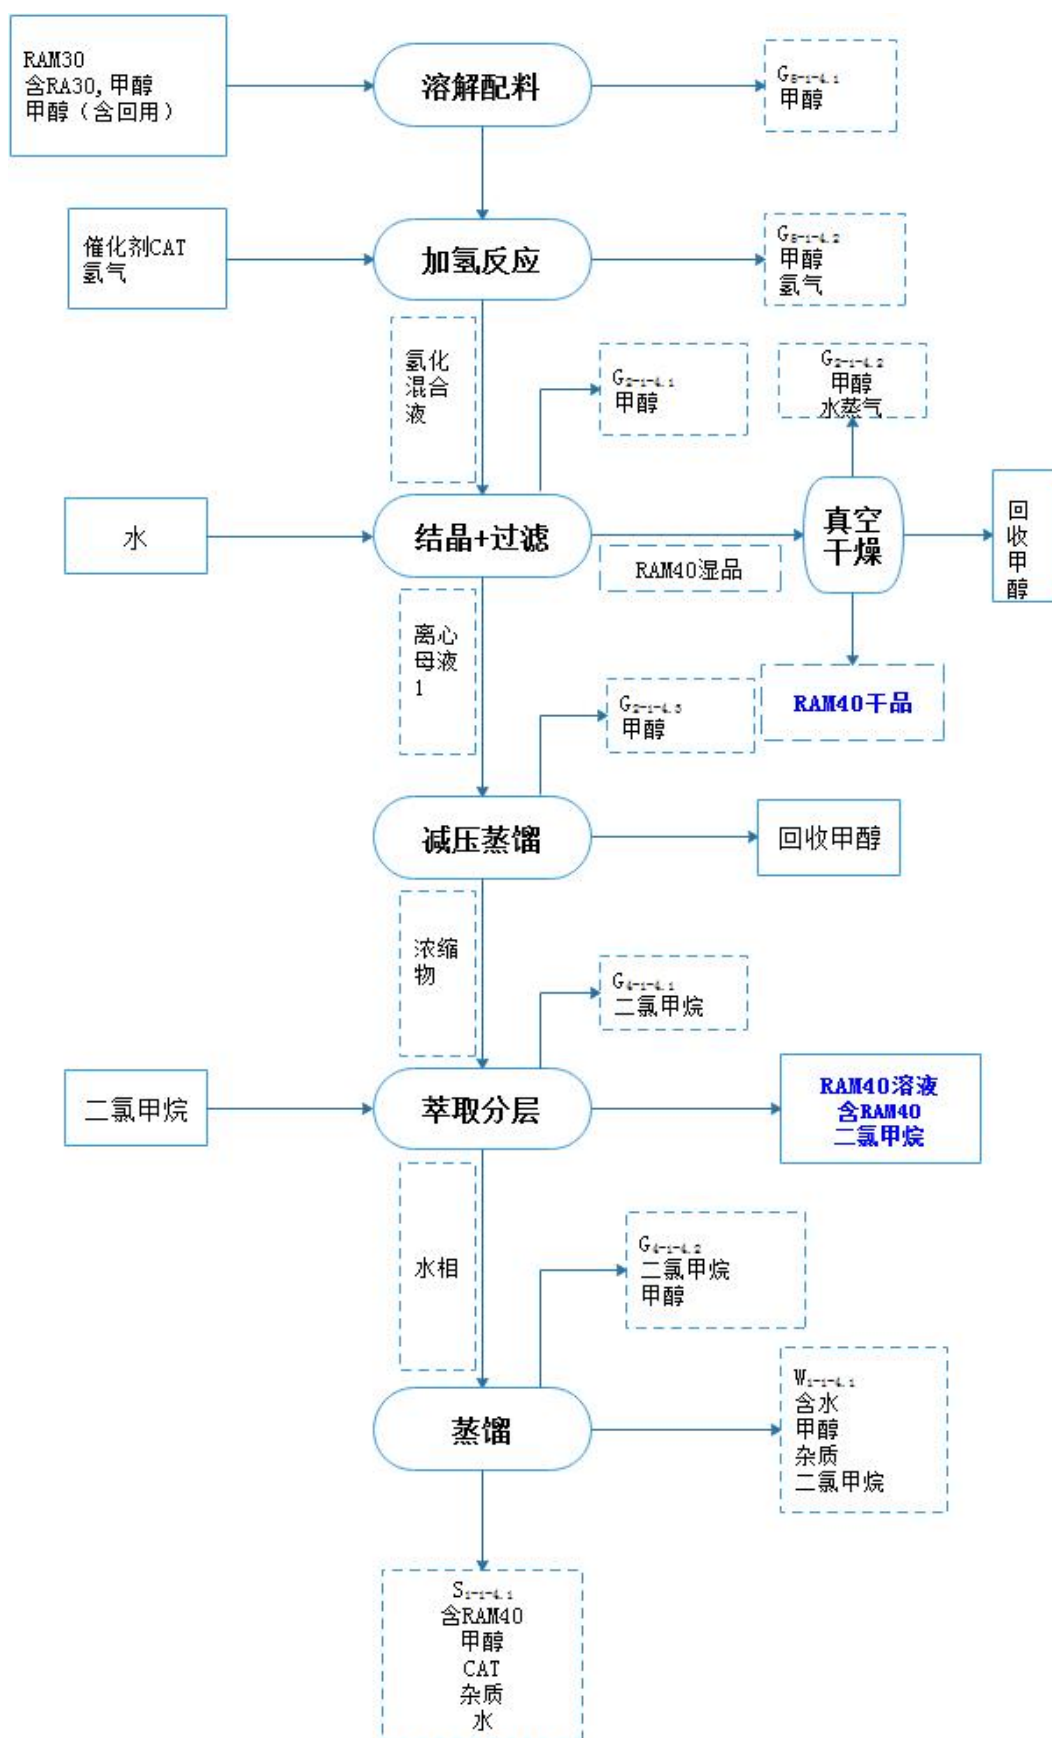 RAM30
含RA30,甲醇
甲醇（含回用）
溶解配料
G₅₋₁₋₄.₁
甲醇
催化剂CAT
氢气
加氢反应
G₅₋₁₋₄.₂
甲醇
氢气
氢化
混合
液
G₂₋₁₋₄.₁
甲醇
G₂₋₁₋₄.₂
甲醇
水蒸气
水
结晶+过滤
RAM40湿品
真空
干燥
回
收
甲
醇
离心
母液
1
G₂₋₁₋₄.₃
甲醇
RAM40干品
减压蒸馏
回收甲醇
浓缩
物
G₄₋₁₋₄.₁
二氯甲烷
二氯甲烷
萃取分层
RAM40溶液
含RAM40
二氯甲烷
水相
G₄₋₁₋₄.₂
二氯甲烷
甲醇
蒸馏
W₁₋₁₋₄.₁
含水
甲醇
杂质
二氯甲烷
S₁₋₁₋₄.₁
含RAM40
甲醇
CAT
杂质
水